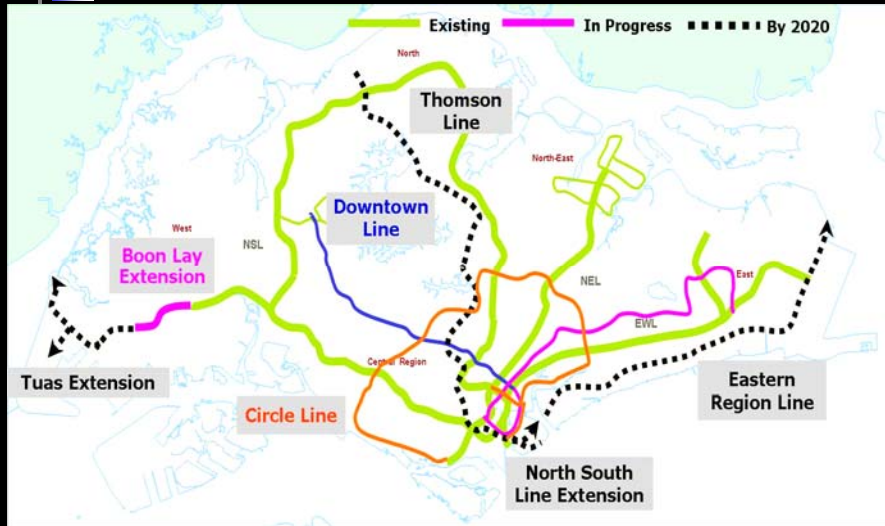 Existing
In Progress
By 2020
North
Thomson
Line
North-East
Downtown
Line
West
NSL
Boon Lay
Extension
NEL
East
EWL
Central Region
Tuas Extension
Circle Line
Eastern
Region Line
North South
Line Extension